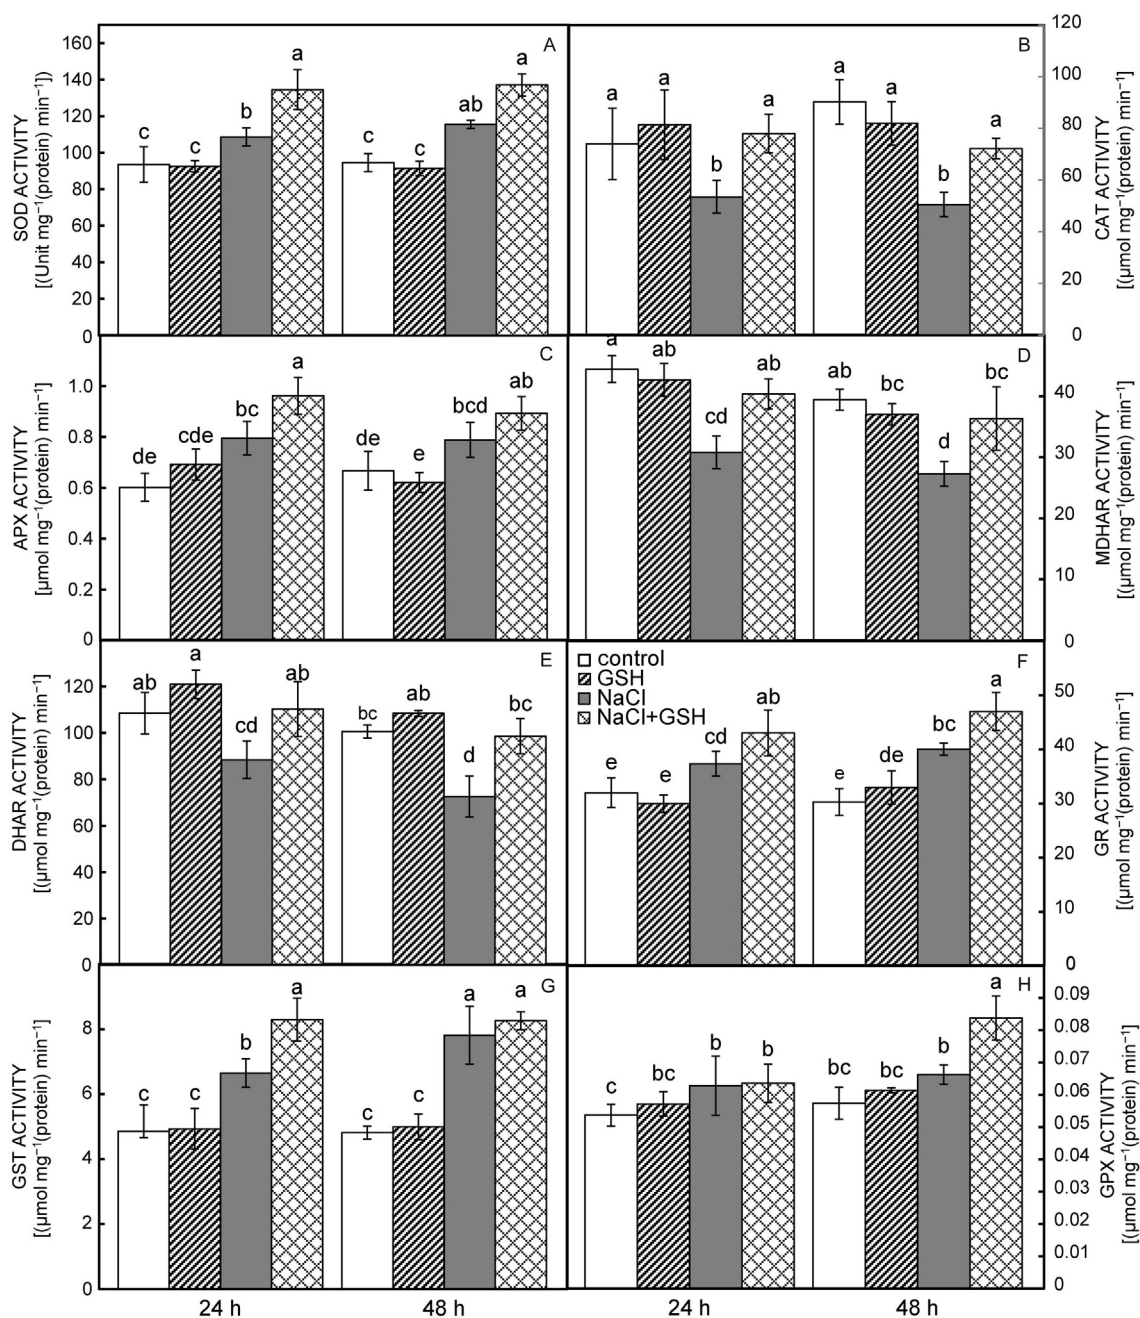 A
SOD ACTIVITY
[(Unit mg⁻¹(protein) min⁻¹])
160
140
120
100
80
60
40
20
0
c c b a
c c ab a
B
a a b a
a a b a
120
100
80
60
40
20
0
CAT ACTIVITY
[(µmol mg⁻¹(protein) min⁻¹]
C
APX ACTIVITY
[µmol mg⁻¹(protein) min⁻¹]
1.0
0.8
0.6
0.4
0.2
0
de cde bc a
de e bcd ab
D
a ab cd ab
ab bc d bc
40
30
20
10
0
MDHAR ACTIVITY
[(µmol mg⁻¹(protein) min⁻¹]
E
DHAR ACTIVITY
[(µmol mg⁻¹(protein) min⁻¹]
120
100
80
60
40
20
0
ab a cd ab
bc ab d bc
F
control
GSH
NaCl
NaCl+GSH
e e cd ab
e de bc a
50
40
30
20
10
0
GR ACTIVITY
[(µmol mg⁻¹(protein) min⁻¹]
G
GST ACTIVITY
[(µmol mg⁻¹(protein) min⁻¹]
8
6
4
2
0
c c b a
c c a a
24 h 48 h
H
c bc b b
bc bc b a
0.09
0.08
0.07
0.06
0.05
0.04
0.03
0.02
0.01
0
GPX ACTIVITY
[(µmol mg⁻¹(protein) min⁻¹]
24 h 48 h